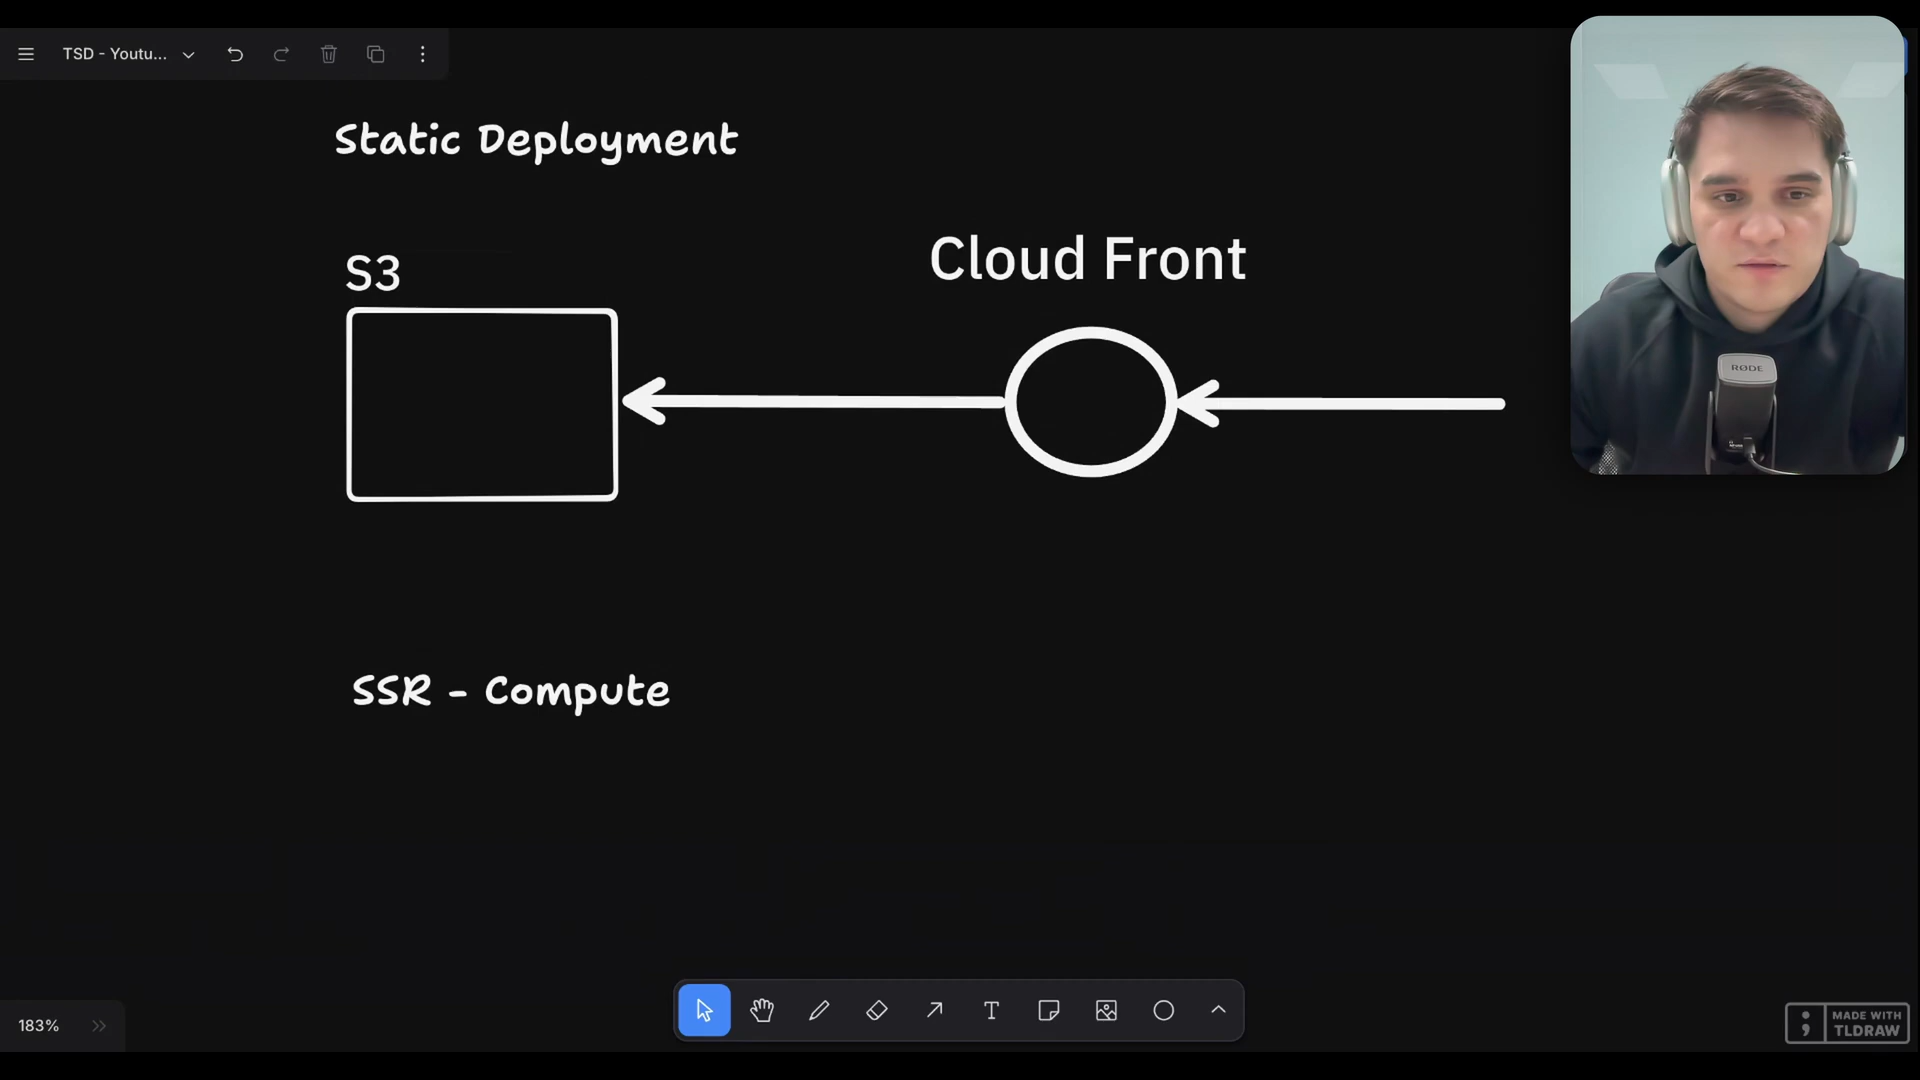 TSD - Youtu...
Static Deployment
Cloud Front
S3
RØDE
SSR - Compute
183%
MADE WITH
TLDRAW